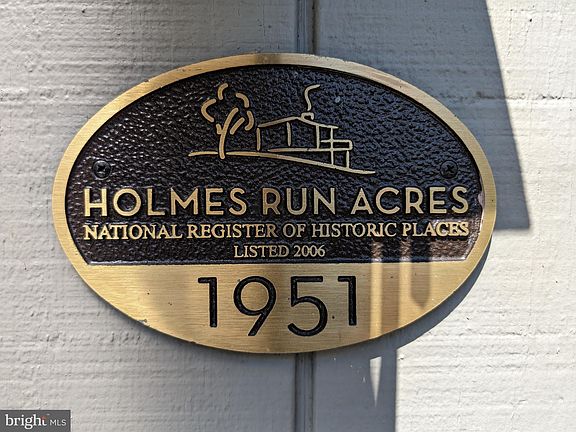 HOLMES RUN ACRES
NATIONAL REGISTER OF HISTORIC PLACES
LISTED 2006
1951
bright MLS